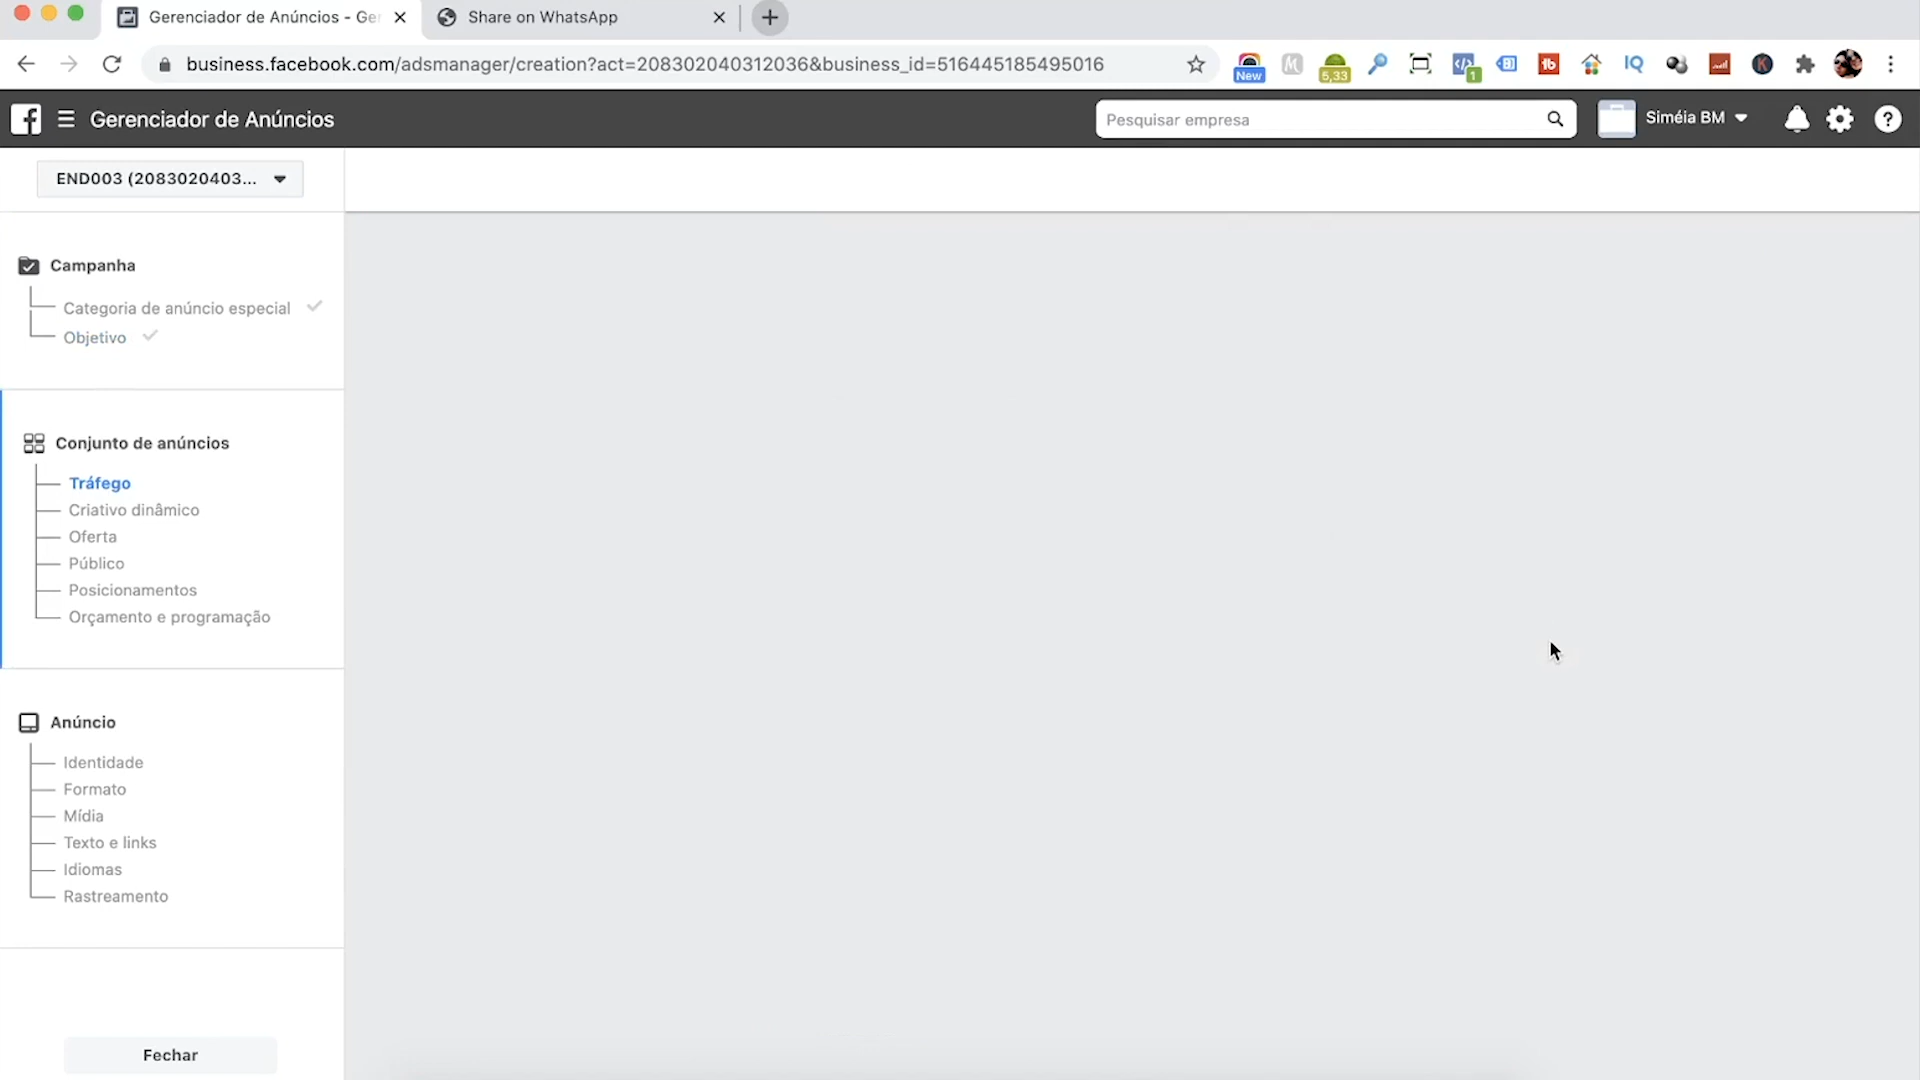 Gerenciador de Anúncios - Ger
Share on WhatsApp
business.facebook.com/adsmanager/creation?act=208302040312036&business_id=516445185495016
New
5,33
1
IQ
Gerenciador de Anúncios
Pesquisar empresa
Siméia BM
END003 (2083020403...
Campanha
Categoria de anúncio especial
Objetivo
Conjunto de anúncios
Tráfego
Criativo dinâmico
Oferta
Público
Posicionamentos
Orçamento e programação
Anúncio
Identidade
Formato
Mídia
Texto e links
Idiomas
Rastreamento
Fechar